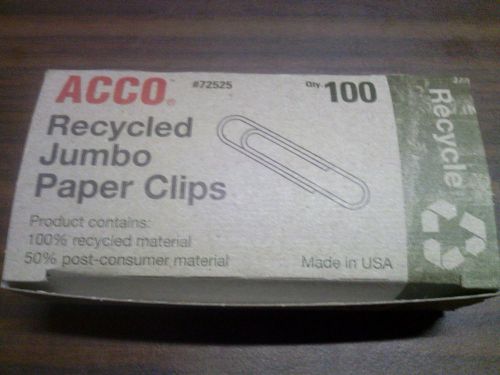 ACCO® #72525 Qty 100
Recycled
Jumbo
Paper Clips
Product contains:
100% recycled material
50% post-consumer material
Made in USA
Recycle